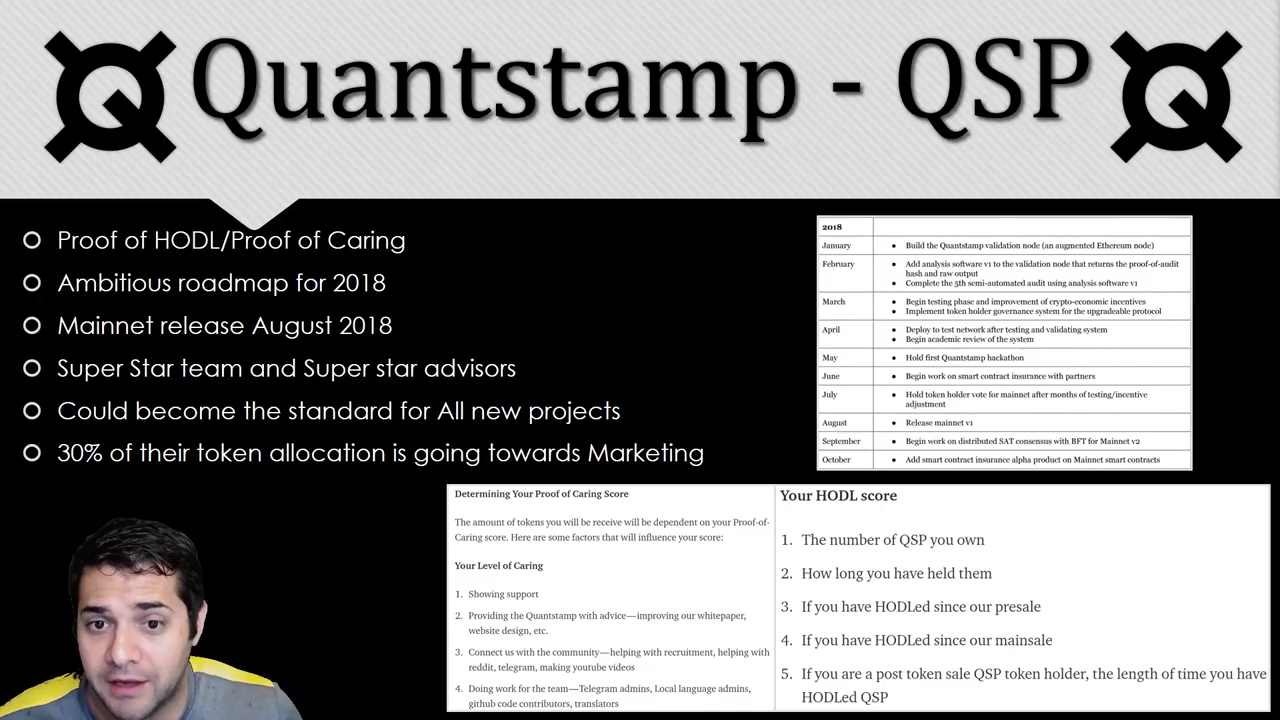 Quantstamp - QSP
Proof of HODL/Proof of Caring
Ambitious roadmap for 2018
Mainnet release August 2018
Super Star team and Super star advisors
Could become the standard for All new projects
30% of their token allocation is going towards Marketing
2018
January
Build the Quantstamp validation node (an augmented Ethereum node)
February
Add analysis software v1 to the validation node that returns the proof-of-audit
hash and raw output
Complete the 5th semi-automated audit using analysis software v1
March
Begin testing phase and improvement of crypto-economic incentives
Implement token holder governance system for the upgradeable protocol
April
Deploy to test network after testing and validating system
Begin academic review of the system
May
Hold first Quantstamp hackathon
June
Begin work on smart contract insurance with partners
July
Hold token holder vote for mainnet after months of testing/incentive
adjustment
August
Release mainnet v1
September
Begin work on distributed SAT consensus with BFT for Mainnet v2
October
Add smart contract insurance alpha product on Mainnet smart contracts
Determining Your Proof of Caring Score
The amount of tokens you will be receive will be dependent on your Proof-of-
Caring score. Here are some factors that will influence your score:
Your Level of Caring
1. Showing support
2. Providing the Quantstamp with advice—improving our whitepaper,
website design, etc.
3. Connect us with the community—helping with recruitment, helping with
reddit, telegram, making youtube videos
4. Doing work for the team—Telegram admins, Local language admins,
github code contributors, translators
Your HODL score
1. The number of QSP you own
2. How long you have held them
3. If you have HODLed since our presale
4. If you have HODLed since our mainsale
5. If you are a post token sale QSP token holder, the length of time you have
HODLed QSP